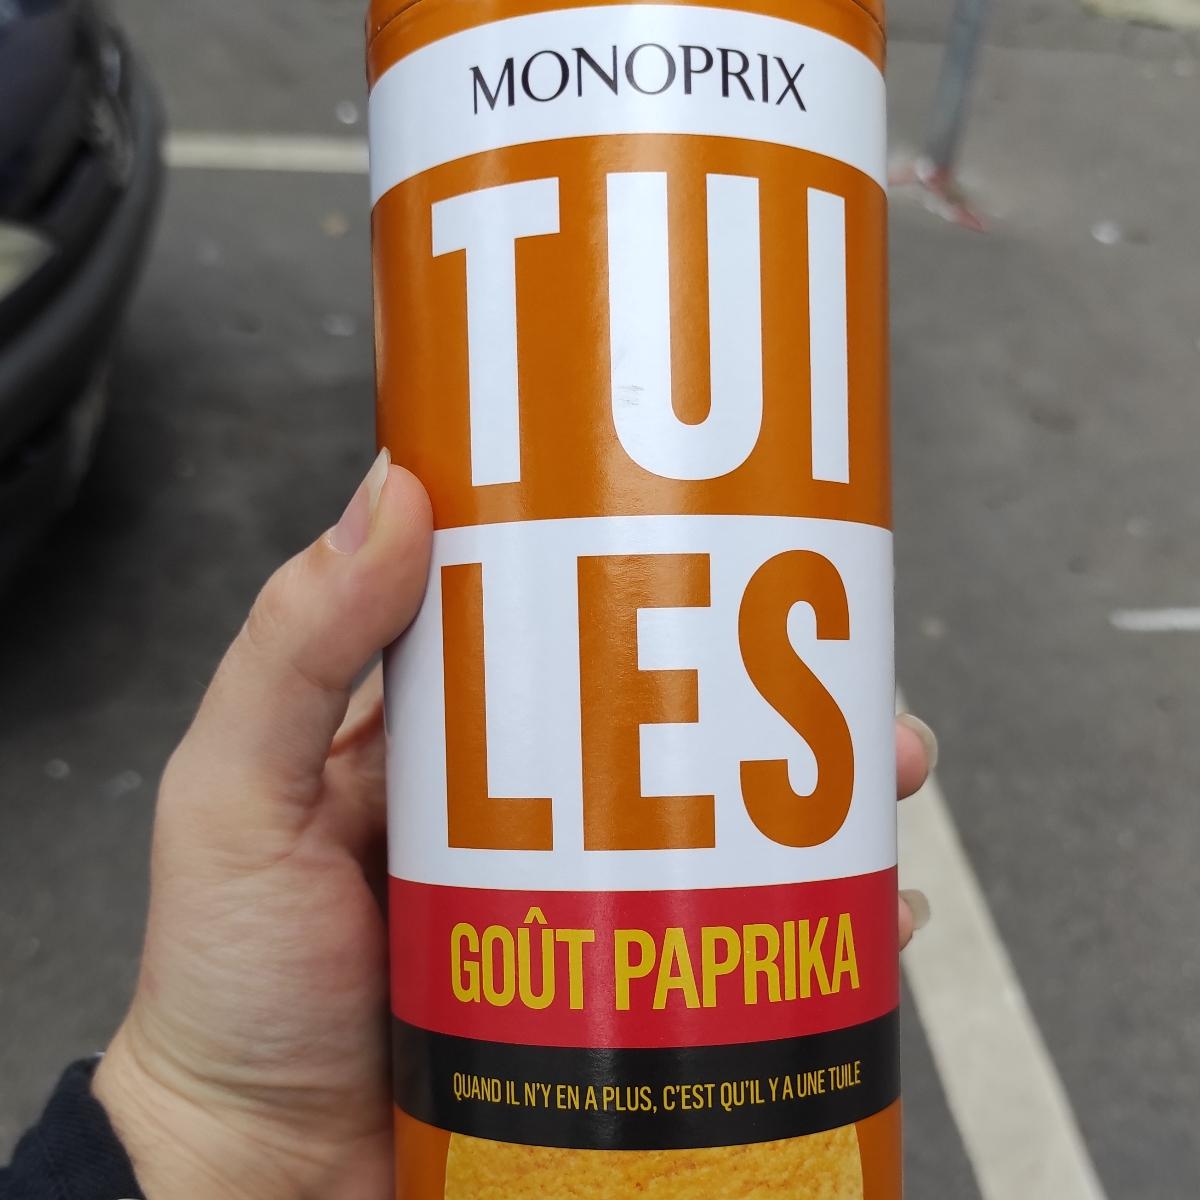 MONOPRIX
TUI
LES
GOÛT PAPRIKA
QUAND IL N'Y EN A PLUS, C'EST QU'IL Y A UNE TUILE